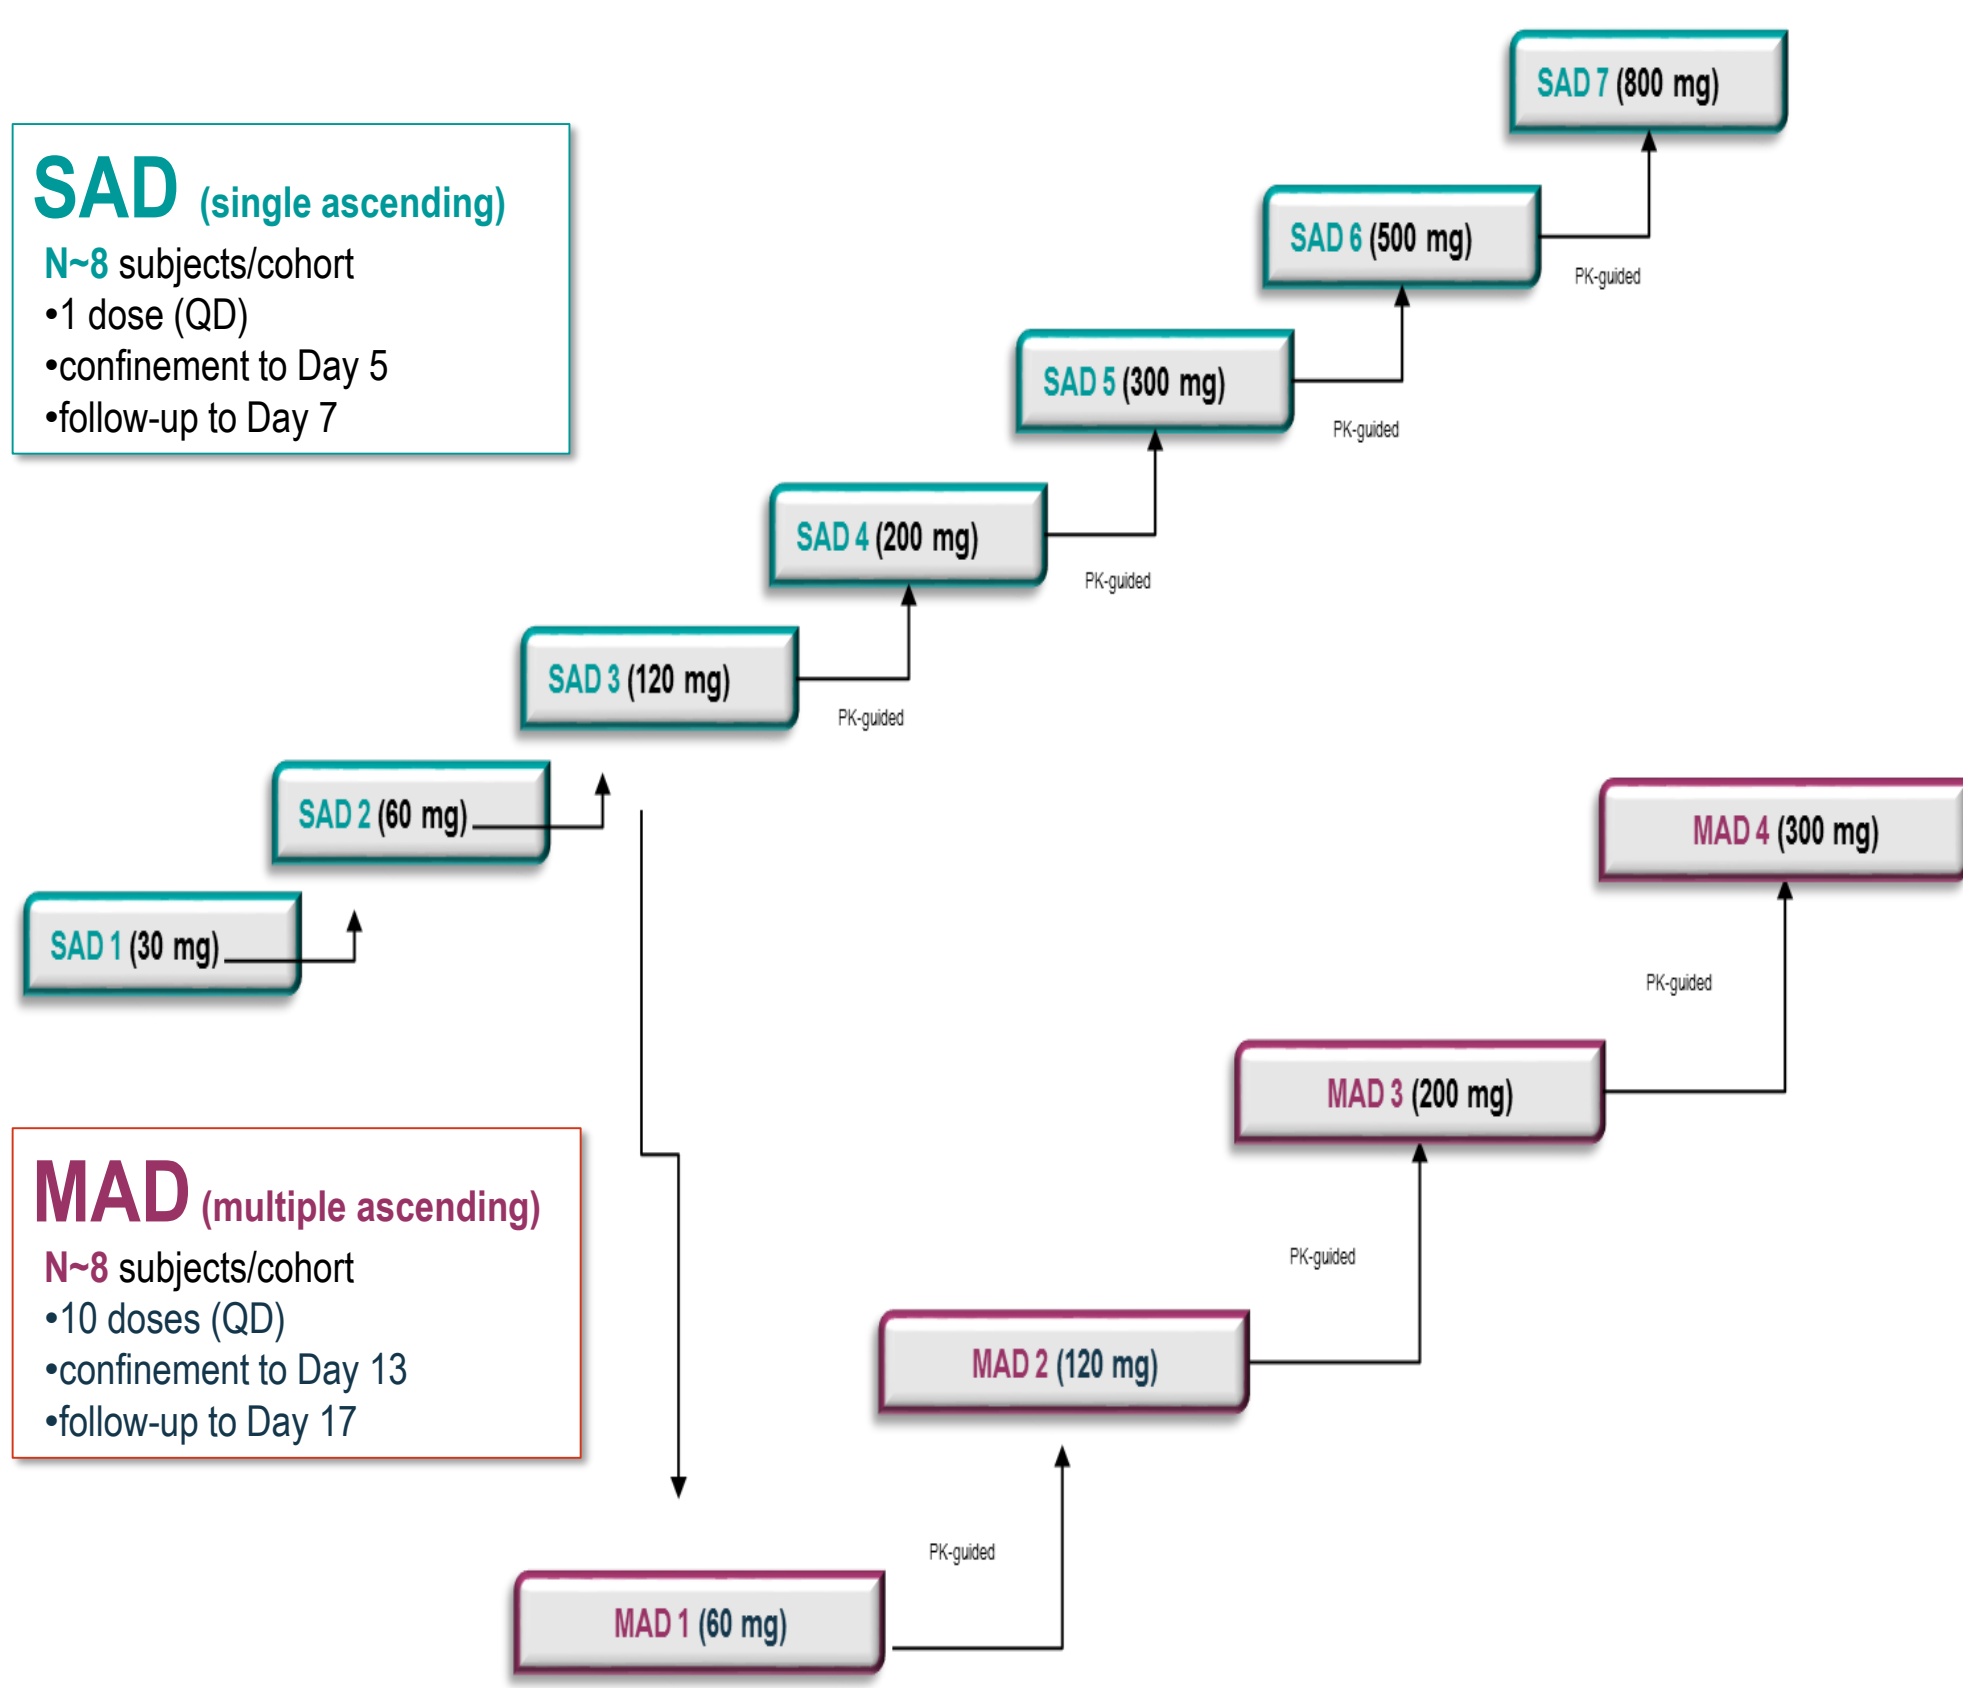 SAD 7 (800 mg)
SAD (single ascending)
N~8 subjects/cohort
•1 dose (QD)
•confinement to Day 5
•follow-up to Day 7
SAD 6 (500 mg)
PK-guided
SAD 5 (300 mg)
PK-guided
SAD 4 (200 mg)
PK-guided
SAD 3 (120 mg)
PK-guided
SAD 2 (60 mg)
SAD 1 (30 mg)
MAD 4 (300 mg)
PK-guided
MAD 3 (200 mg)
MAD (multiple ascending)
N~8 subjects/cohort
•10 doses (QD)
•confinement to Day 13
•follow-up to Day 17
PK-guided
MAD 2 (120 mg)
PK-guided
MAD 1 (60 mg)